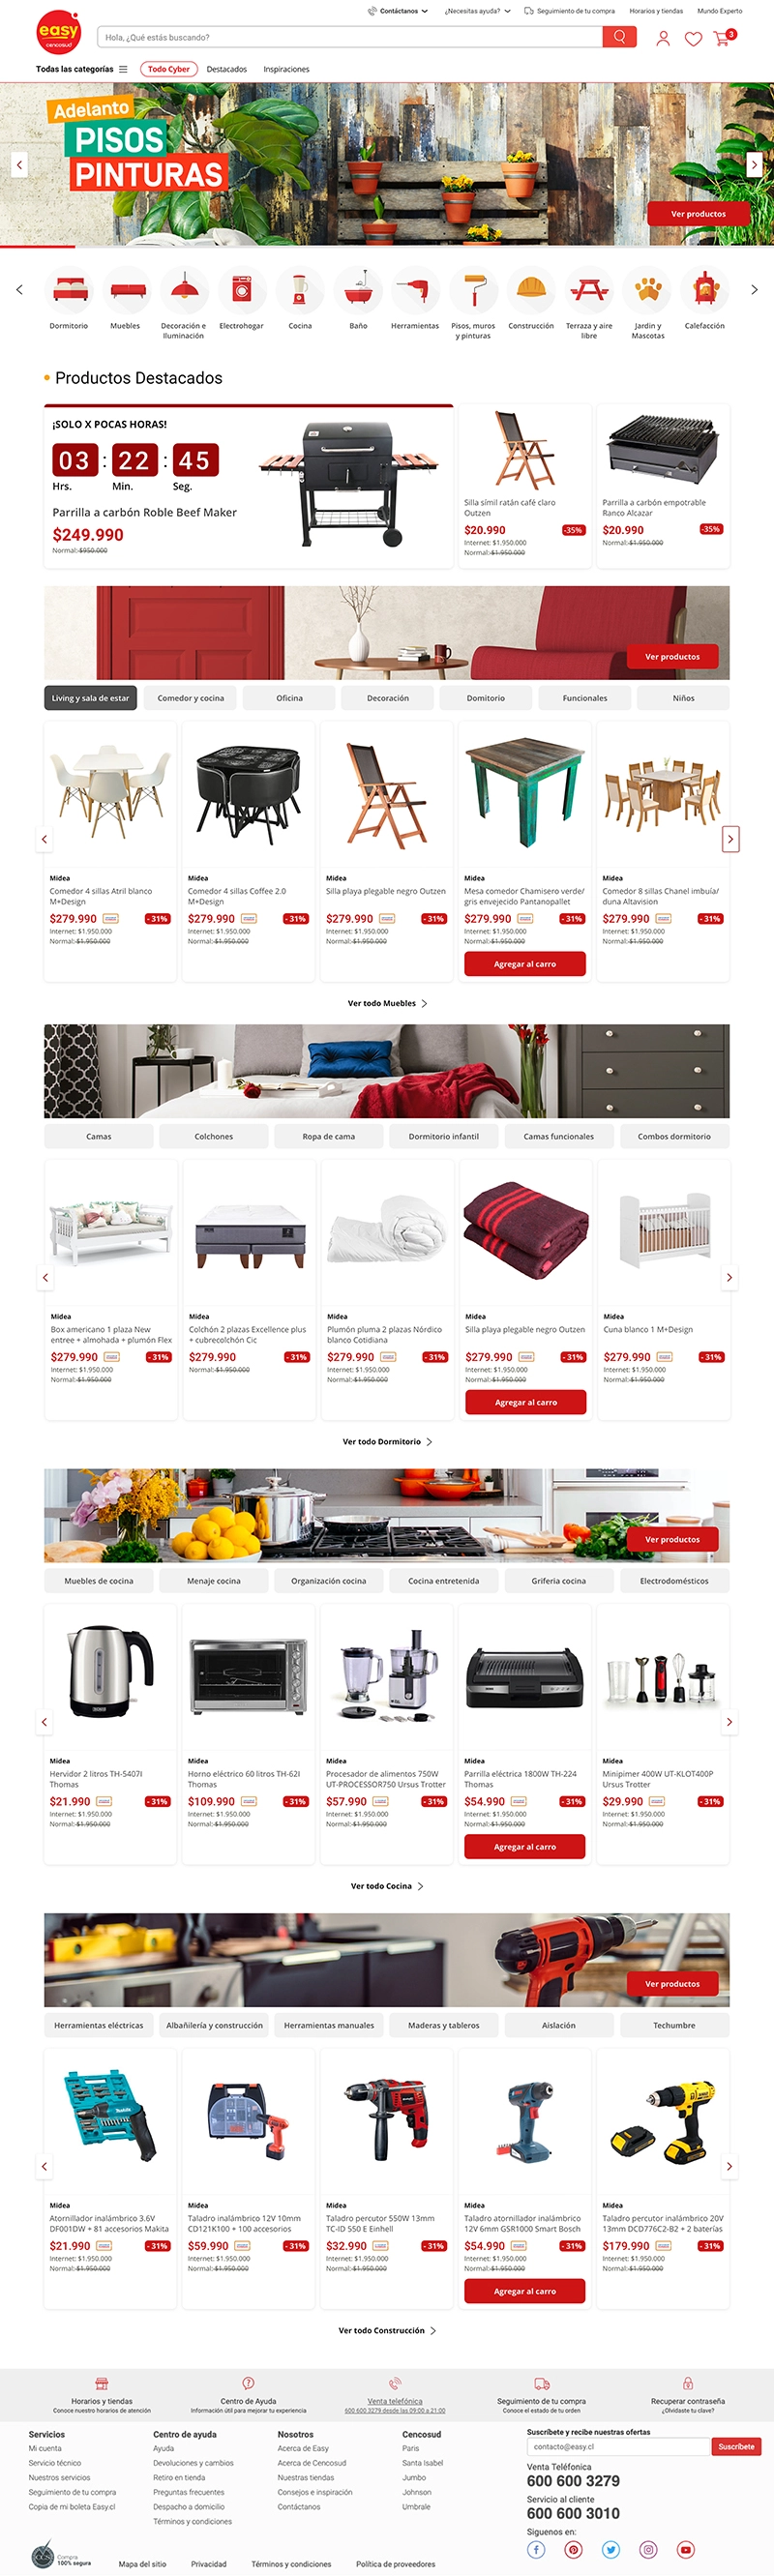 easy
cencosud
Contáctanos
¿Necesitas ayuda?
Seguimiento de tu compra
Horarios y tiendas
Mundo Experto
Hola, ¿Qué estás buscando?
3
Todas las categorías
Todo Cyber
Destacados
Inspiraciones
Adelanto
PISOS
PINTURAS
Ver productos
Dormitorio
Muebles
Decoración e
Iluminación
Electrohogar
Cocina
Baño
Herramientas
Pisos, muros
y pinturas
Construcción
Terraza y aire
libre
Jardín y
Mascotas
Calefacción
Productos Destacados
¡SOLO X POCAS HORAS!
03 : 22 : 45
Hrs. Min. Seg.
Parrilla a carbón Roble Beef Maker
$249.990
Normal: $950.000
Silla símil ratán café claro
Outzen
$20.990 -35%
Internet: $1.950.000
Normal: $1.950.000
Parrilla a carbón empotrable
Ranco Alcazar
$20.990 -35%
Normal: $1.950.000
Ver productos
Living y sala de estar
Comedor y cocina
Oficina
Decoración
Domitorio
Funcionales
Niños
Midea
Comedor 4 sillas Atril blanco
M+Design
$279.990 - 31%
Internet: $1.950.000
Normal: $1.950.000
Midea
Comedor 4 sillas Coffee 2.0
M+Design
$279.990 - 31%
Internet: $1.950.000
Normal: $1.950.000
Midea
Silla playa plegable negro Outzen
$279.990 - 31%
Internet: $1.950.000
Normal: $1.950.000
Midea
Mesa comedor Chamisero verde/
gris envejecido Pantanopallet
$279.990 - 31%
Internet: $1.950.000
Normal: $1.950.000
Agregar al carro
Midea
Comedor 8 sillas Chanel imbuía/
duna Altavision
$279.990 - 31%
Internet: $1.950.000
Normal: $1.950.000
Ver todo Muebles
Camas
Colchones
Ropa de cama
Dormitorio infantil
Camas funcionales
Combos dormitorio
Midea
Box americano 1 plaza New
entree + almohada + plumón Flex
$279.990 - 31%
Internet: $1.950.000
Normal: $1.950.000
Midea
Colchón 2 plazas Excellence plus
+ cubrecolchón Cic
$279.990 - 31%
Normal: $1.950.000
Midea
Plumón pluma 2 plazas Nórdico
blanco Cotidiana
$279.990 - 31%
Internet: $1.950.000
Normal: $1.950.000
Midea
Silla playa plegable negro Outzen
$279.990 - 31%
Internet: $1.950.000
Normal: $1.950.000
Agregar al carro
Midea
Cuna blanco 1 M+Design
$279.990 - 31%
Internet: $1.950.000
Normal: $1.950.000
Ver todo Dormitorio
Ver productos
Muebles de cocina
Menaje cocina
Organización cocina
Cocina entretenida
Grifería cocina
Electrodomésticos
Midea
Hervidor 2 litros TH-5407I
Thomas
$21.990 - 31%
Internet: $1.950.000
Normal: $1.950.000
Midea
Horno eléctrico 60 litros TH-62I
Thomas
$109.990 - 31%
Internet: $1.950.000
Normal: $1.950.000
Midea
Procesador de alimentos 750W
UT-PROCESSOR750 Ursus Trotter
$57.990 - 31%
Internet: $1.950.000
Normal: $1.950.000
Midea
Parrilla eléctrica 1800W TH-224
Thomas
$54.990 - 31%
Internet: $1.950.000
Normal: $1.950.000
Agregar al carro
Midea
Minipimer 400W UT-KLOT400P
Ursus Trotter
$29.990 - 31%
Internet: $1.950.000
Normal: $1.950.000
Ver todo Cocina
Ver productos
Herramientas eléctricas
Albañilería y construcción
Herramientas manuales
Maderas y tableros
Aislación
Techumbre
Midea
Atornillador inalámbrico 3.6V
DF001DW + 81 accesorios Makita
$21.990 - 31%
Internet: $1.950.000
Normal: $1.950.000
Midea
Taladro inalámbrico 12V 10mm
CD121K100 + 100 accesorios
$59.990 - 31%
Internet: $1.950.000
Normal: $1.950.000
Midea
Taladro percutor 550W 13mm
TC-ID 550 E Einhell
$32.990 - 31%
Internet: $1.950.000
Normal: $1.950.000
Midea
Taladro atornillador inalámbrico
12V 6mm GSR1000 Smart Bosch
$54.990 - 31%
Internet: $1.950.000
Normal: $1.950.000
Agregar al carro
Midea
Taladro percutor inalámbrico 20V
13mm DCD776C2-B2 + 2 baterías
$179.990 - 31%
Internet: $1.950.000
Normal: $1.950.000
Ver todo Construcción
Horarios y tiendas
Conoce nuestro horarios de atención
Centro de Ayuda
Información útil para mejorar tu experiencia
Venta telefónica
600 600 3279 desde las 09:00 a 21:00
Seguimiento de tu compra
Conoce el estado de tu orden
Recuperar contraseña
¿Olvidaste tu clave?
Servicios
Mi cuenta
Servicio técnico
Nuestros servicios
Seguimiento de tu compra
Copia de mi boleta Easy.cl
Centro de ayuda
Ayuda
Devoluciones y cambios
Retiro en tienda
Preguntas frecuentes
Despacho a domicilio
Términos y condiciones
Nosotros
Acerca de Easy
Acerca de Cencosud
Nuestras tiendas
Consejos e inspiración
Contáctanos
Cencosud
Paris
Santa Isabel
Jumbo
Johnson
Umbrale
Suscríbete y recibe nuestras ofertas
contacto@easy.cl
Suscríbete
Venta Teléfonica
600 600 3279
Servicio al cliente
600 600 3010
Síguenos en:
Compra
100% segura
Mapa del sitio
Privacidad
Términos y condiciones
Política de proveedores